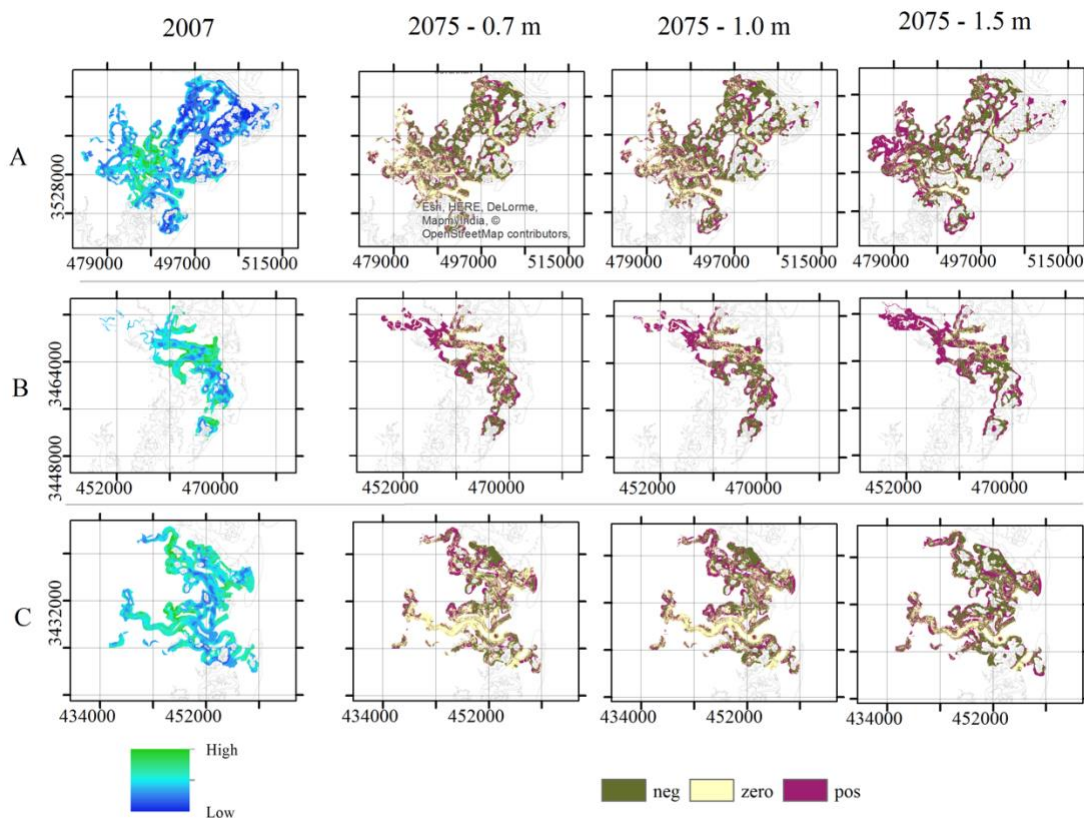 2007
2075 - 0.7 m
2075 - 1.0 m
2075 - 1.5 m
A
3528000
Esri, HERE, DeLorme,
MapmyIndia, ©
OpenStreetMap contributors,
479000 497000 515000
479000 497000 515000
479000 497000 515000
479000 497000 515000
B
3464000
3448000
452000 470000
452000 470000
452000 470000
452000 470000
C
3432000
434000 452000
434000 452000
434000 452000
434000 452000
High
Low
neg
zero
pos